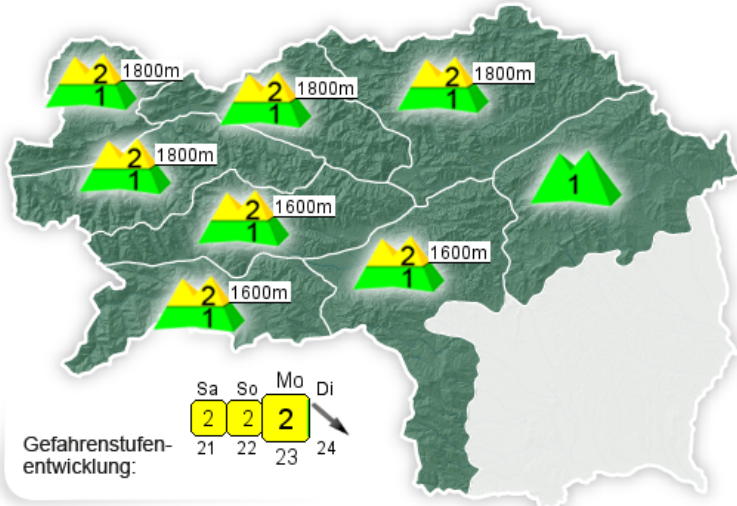 2 1800m
1
2 1800m
1
2 1800m
1
2 1800m
1
1
2 1600m
1
2 1600m
1
2 1600m
1
Sa So Mo Di
2 2 2
21 22 23 24
Gefahrenstufen-
entwicklung: